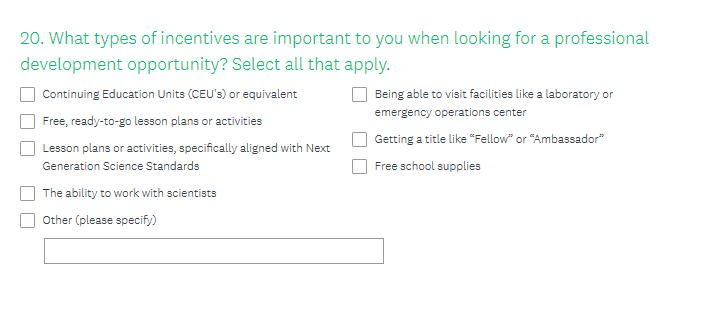 20. What types of incentives are important to you when looking for a professional
development opportunity? Select all that apply.
Continuing Education Units (CEU's) or equivalent
Free, ready-to-go lesson plans or activities
Lesson plans or activities, specifically aligned with Next
Generation Science Standards
The ability to work with scientists
Other (please specify)
Being able to visit facilities like a laboratory or
emergency operations center
Getting a title like “Fellow” or “Ambassador”
Free school supplies